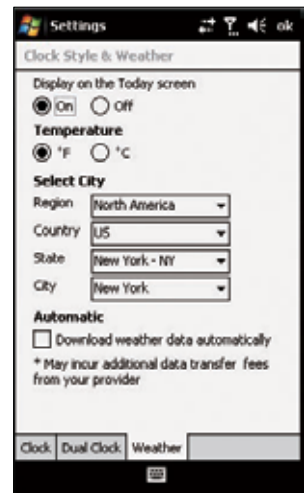 Settings ok
Clock Style & Weather
Display on the Today screen
On Off
Temperature
°F °C
Select City
Region North America
Country US
State New York - NY
City New York
Automatic
Download weather data automatically
* May incur additional data transfer fees
from your provider
Clock Dual Clock Weather